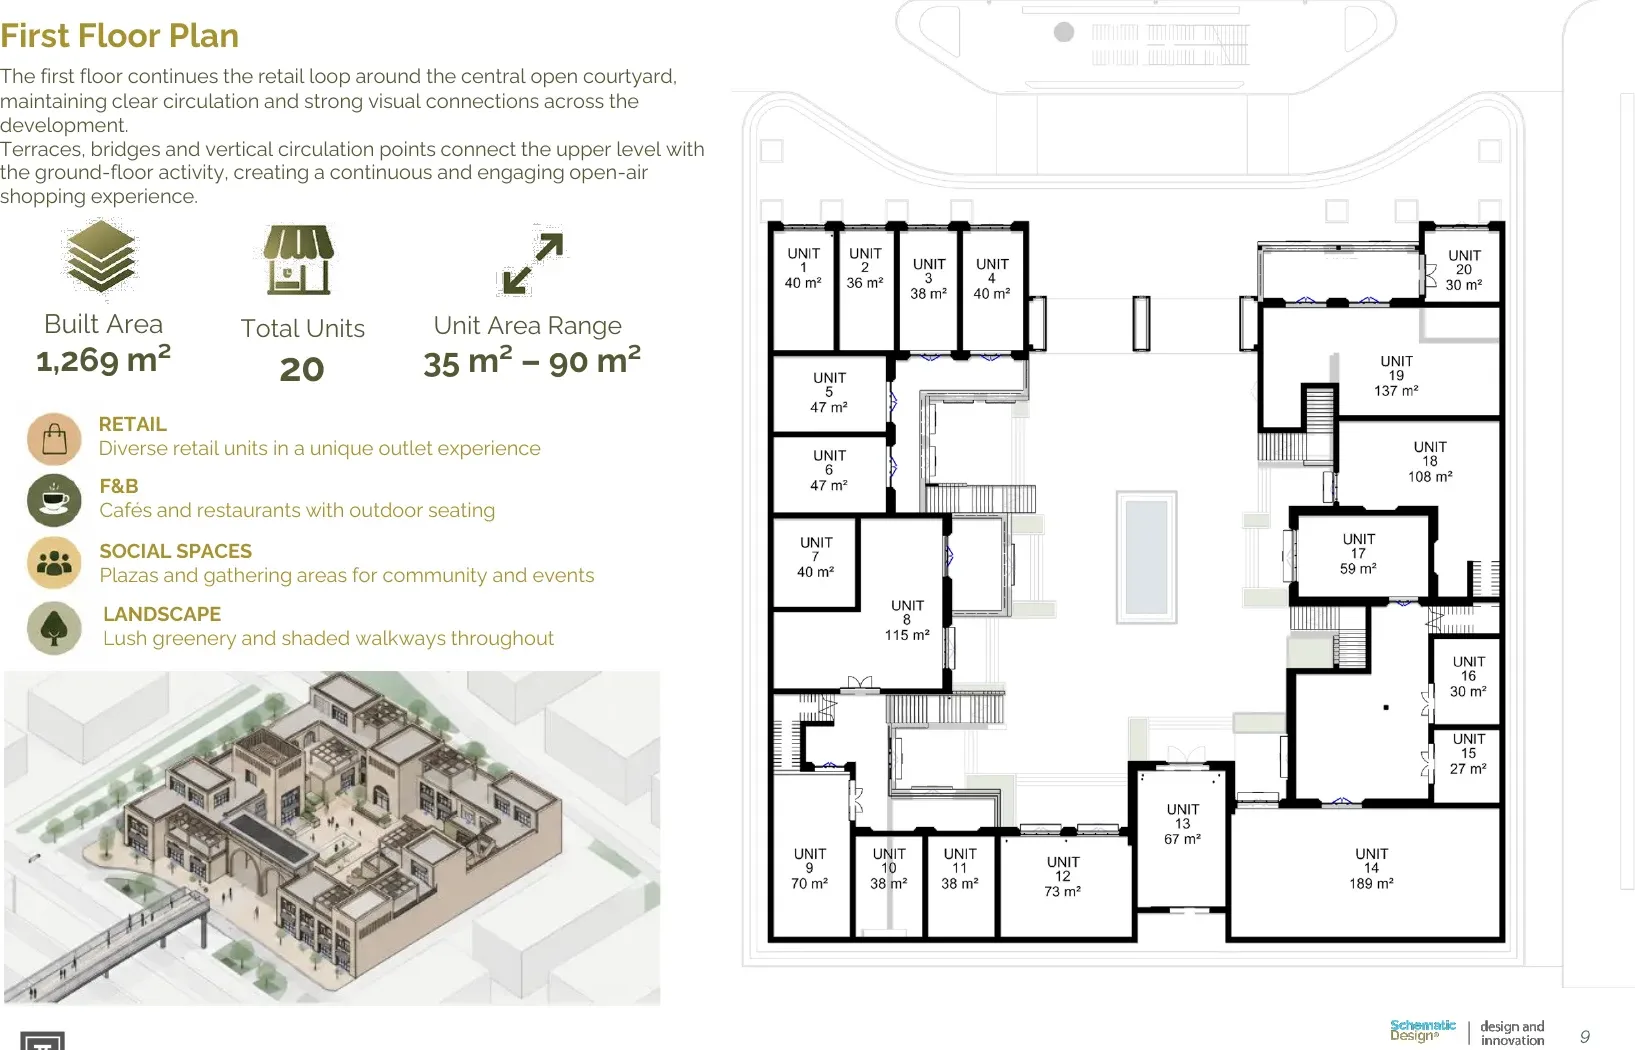 First Floor Plan
The first floor continues the retail loop around the central open courtyard,
maintaining clear circulation and strong visual connections across the
development.
Terraces, bridges and vertical circulation points connect the upper level with
the ground-floor activity, creating a continuous and engaging open-air
shopping experience.
Built Area
1,269 m²
Total Units
20
Unit Area Range
35 m² – 90 m²
RETAIL
Diverse retail units in a unique outlet experience
F&B
Cafés and restaurants with outdoor seating
SOCIAL SPACES
Plazas and gathering areas for community and events
LANDSCAPE
Lush greenery and shaded walkways throughout
UNIT
1
40 m²
UNIT
2
36 m²
UNIT
3
38 m²
UNIT
4
40 m²
UNIT
5
47 m²
UNIT
6
47 m²
UNIT
7
40 m²
UNIT
8
115 m²
UNIT
9
70 m²
UNIT
10
38 m²
UNIT
11
38 m²
UNIT
12
73 m²
UNIT
13
67 m²
UNIT
14
189 m²
UNIT
15
27 m²
UNIT
16
30 m²
UNIT
17
59 m²
UNIT
18
108 m²
UNIT
19
137 m²
UNIT
20
30 m²
Schematic
Design®
design and
innovation
9